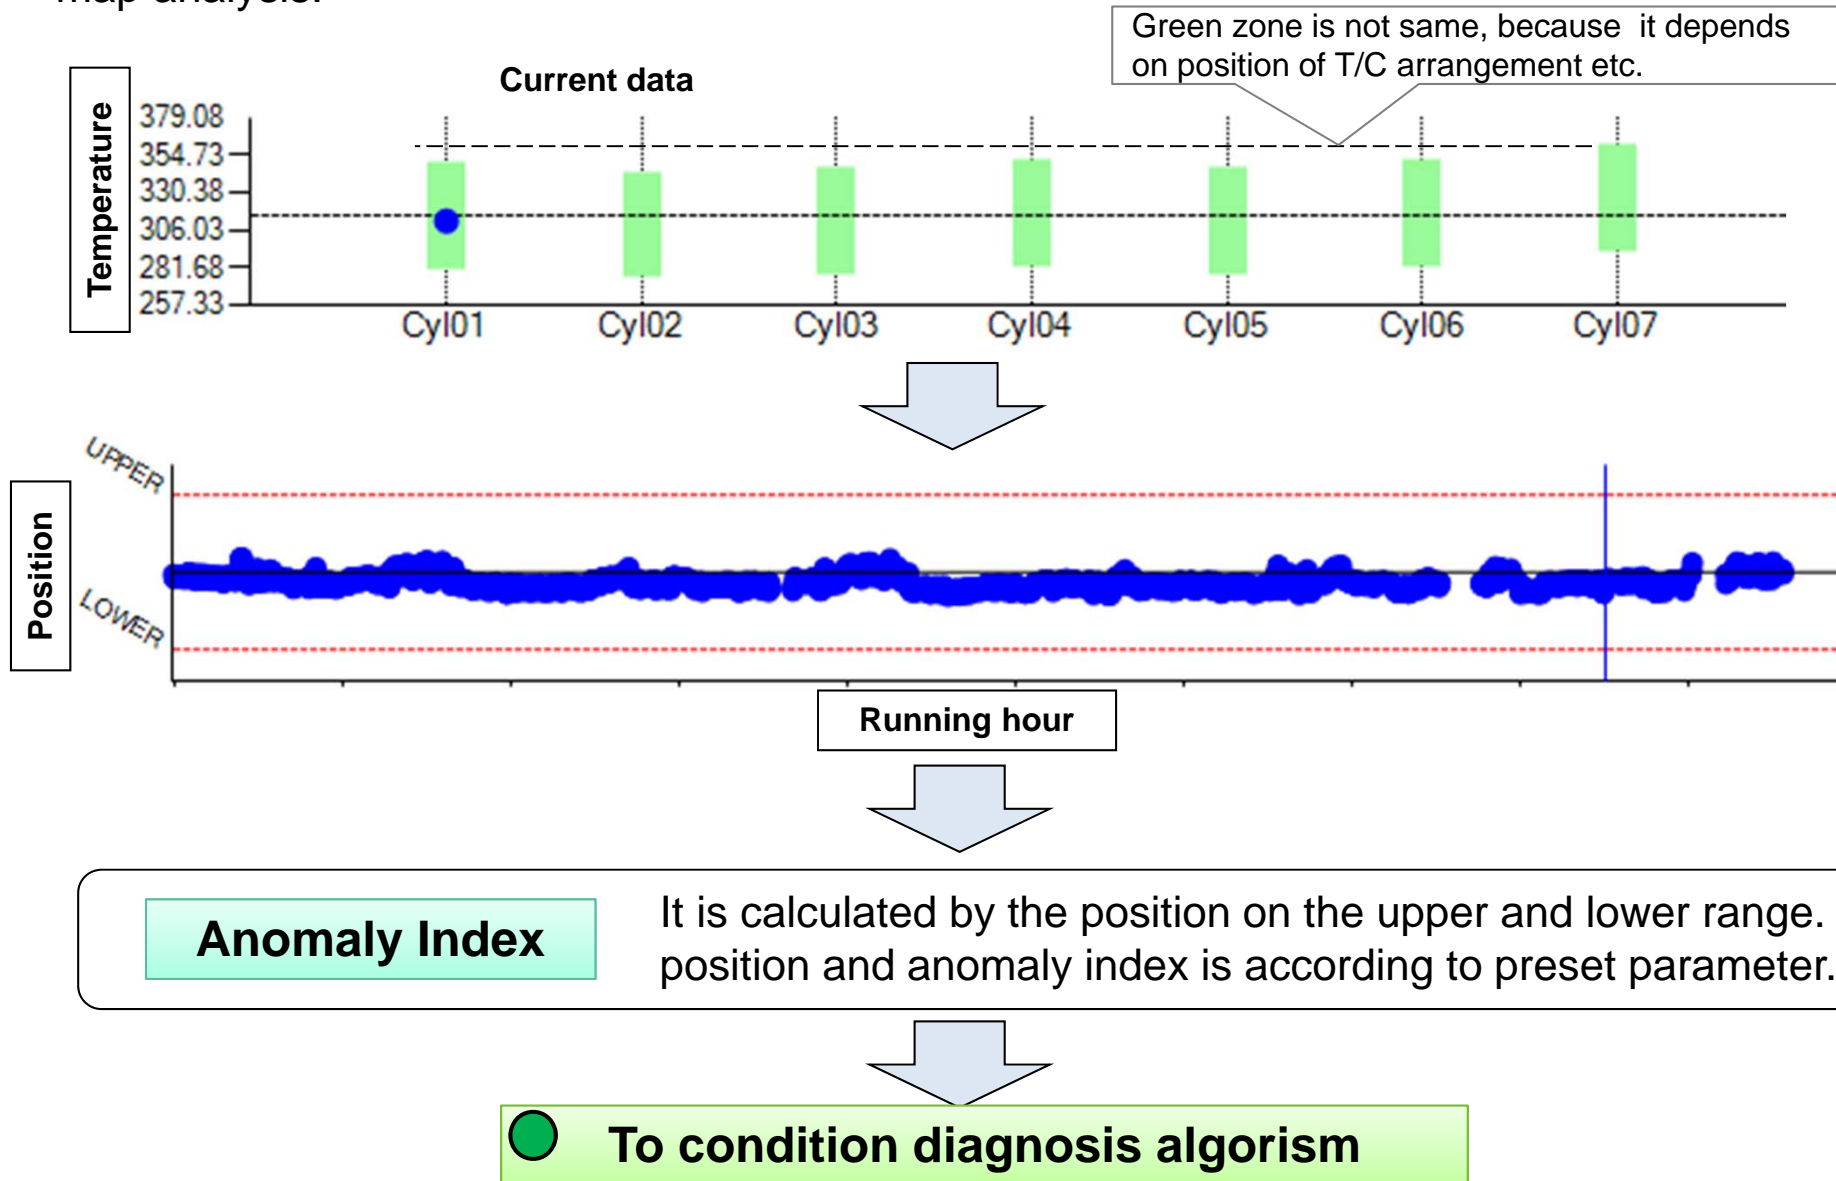 map analysis.
Green zone is not same, because it depends
on position of T/C arrangement etc.
Current data
Temperature
379.08
354.73
330.38
306.03
281.68
257.33
Cyl01 Cyl02 Cyl03 Cyl04 Cyl05 Cyl06 Cyl07
UPPER
Position
LOWER
Running hour
Anomaly Index
It is calculated by the position on the upper and lower range.
position and anomaly index is according to preset parameter.
To condition diagnosis algorism